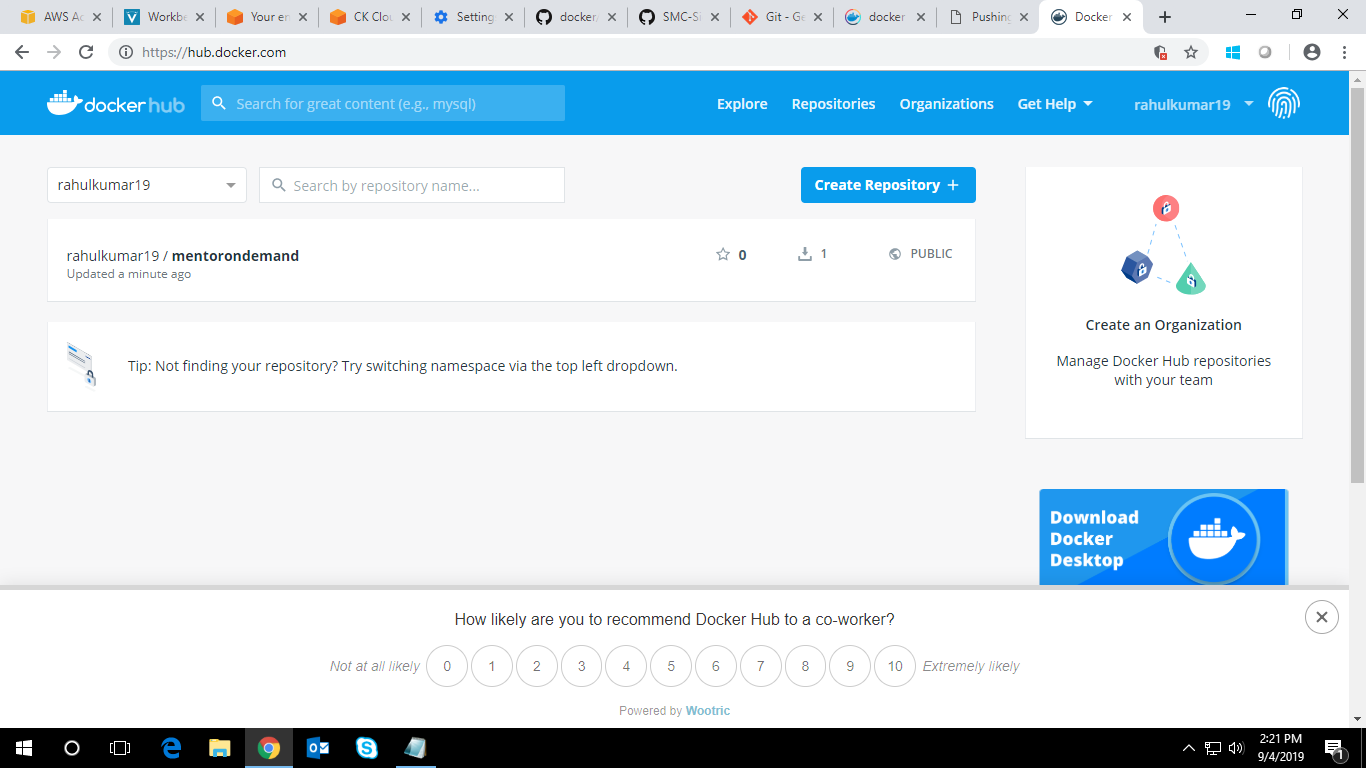 AWS Ac
Workbe
Your en
CK Clou
Setting
docker/
SMC-Si
Git - Ge
docker
Pushing
Docker
https://hub.docker.com
docker hub
Search for great content (e.g., mysql)
Explore
Repositories
Organizations
Get Help
rahulkumar19
rahulkumar19
Search by repository name...
Create Repository +
rahulkumar19 / mentorondemand
Updated a minute ago
0
1
PUBLIC
Tip: Not finding your repository? Try switching namespace via the top left dropdown.
Create an Organization
Manage Docker Hub repositories
with your team
Download
Docker
Desktop
How likely are you to recommend Docker Hub to a co-worker?
Not at all likely 0 1 2 3 4 5 6 7 8 9 10 Extremely likely
Powered by Wootric
2:21 PM
9/4/2019
1